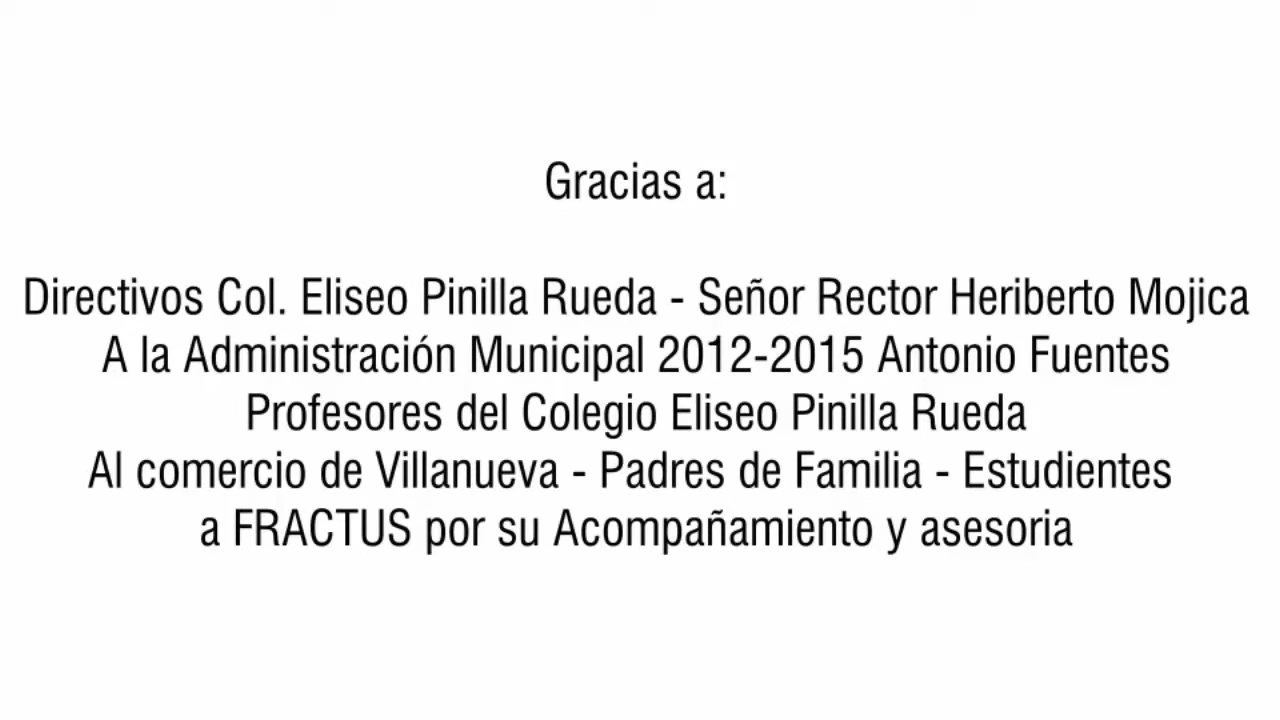 Gracias a:
Directivos Col. Eliseo Pinilla Rueda - Señor Rector Heriberto Mojica
A la Administración Municipal 2012-2015 Antonio Fuentes
Profesores del Colegio Eliseo Pinilla Rueda
Al comercio de Villanueva - Padres de Familia - Estudientes
a FRACTUS por su Acompañamiento y asesoria